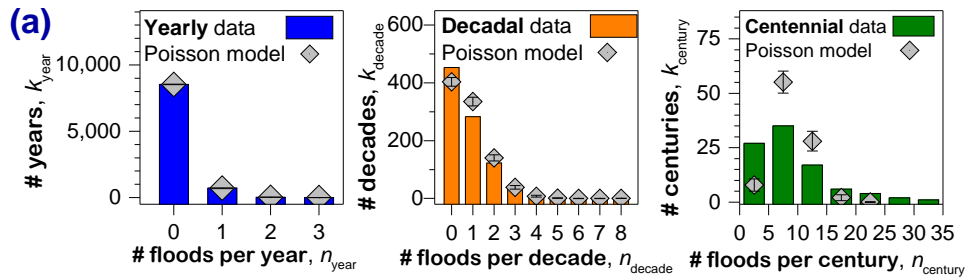 (a)
Yearly data
Poisson model
# years, k_year
10,000
5,000
0
0 1 2 3
# floods per year, n_year
Decadal data
Poisson model
# decades, k_decade
600
400
200
0
0 1 2 3 4 5 6 7 8
# floods per decade, n_decade
Centennial data
Poisson model
# centuries, k_century
75
50
25
0
0 5 10 15 20 25 30 35
# floods per century, n_century